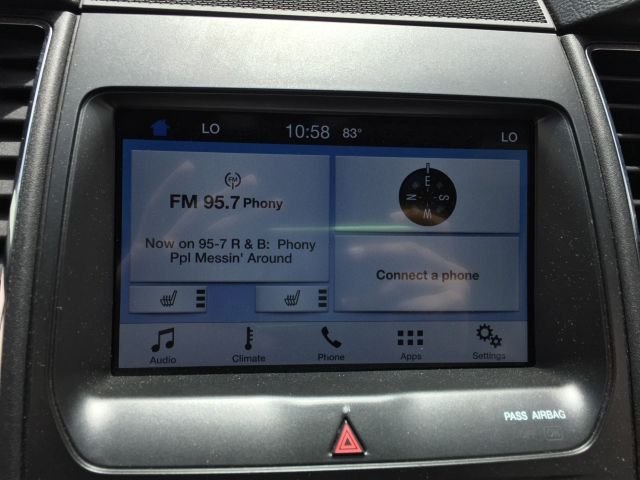 LO 10:58 83° LO
FM
FM 95.7 Phony
Now on 95-7 R & B: Phony
Ppl Messin' Around
E
N S
W
Connect a phone
Audio Climate Phone Apps Settings
PASS AIRBAG